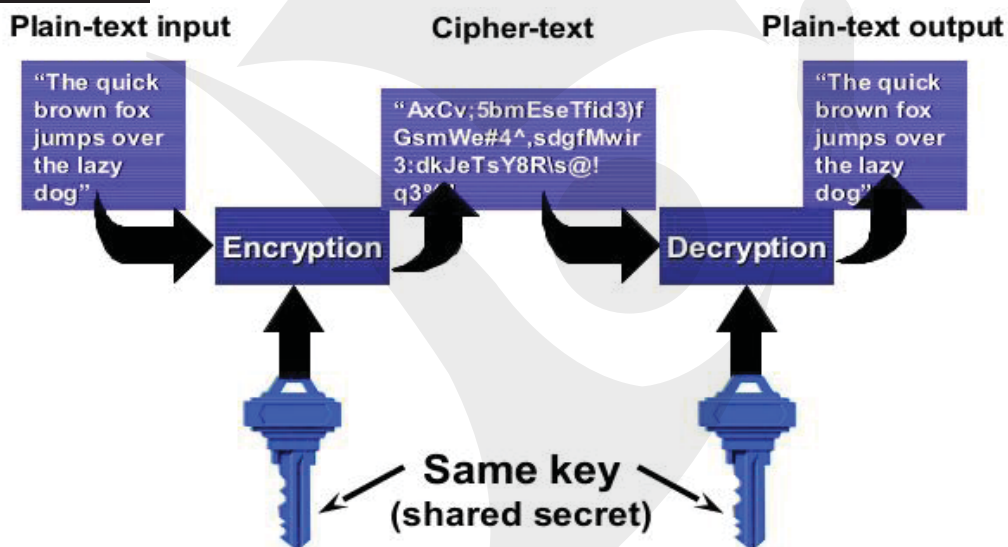 Plain-text input
Cipher-text
Plain-text output
“The quick
brown fox
jumps over
the lazy
dog”
“AxCv;5bmEseTfid3)f
GsmWe#4^,sdgfMwir
3:dkJeTsY8R\s@!
“The quick
brown fox
jumps over
the lazy
dog”
Encryption
Decryption
Same key
(shared secret)